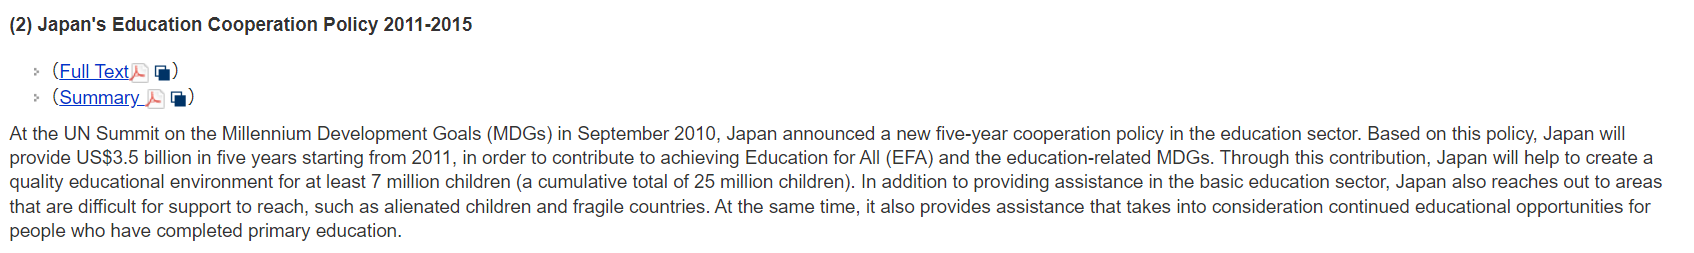 (2) Japan's Education Cooperation Policy 2011-2015
(Full Text)
(Summary )
At the UN Summit on the Millennium Development Goals (MDGs) in September 2010, Japan announced a new five-year cooperation policy in the education sector. Based on this policy, Japan will
provide US$3.5 billion in five years starting from 2011, in order to contribute to achieving Education for All (EFA) and the education-related MDGs. Through this contribution, Japan will help to create a
quality educational environment for at least 7 million children (a cumulative total of 25 million children). In addition to providing assistance in the basic education sector, Japan also reaches out to areas
that are difficult for support to reach, such as alienated children and fragile countries. At the same time, it also provides assistance that takes into consideration continued educational opportunities for
people who have completed primary education.